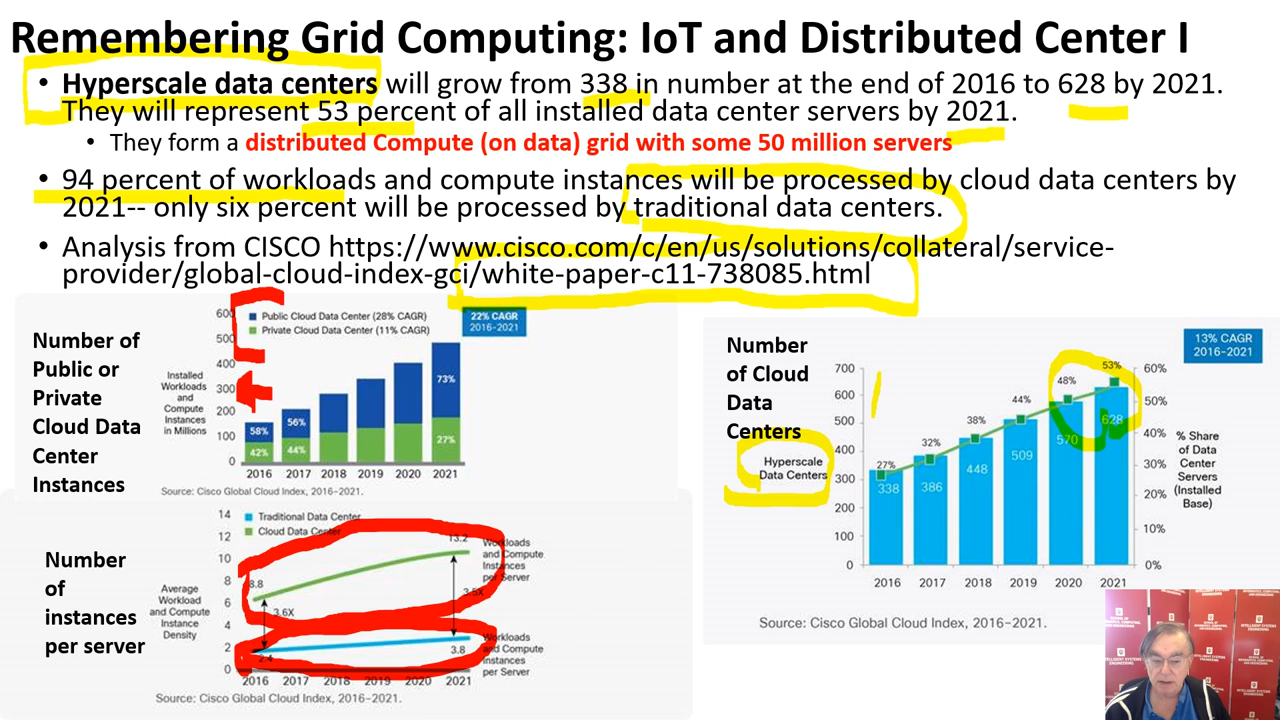 Remembering Grid Computing: IoT and Distributed Center I
• Hyperscale data centers will grow from 338 in number at the end of 2016 to 628 by 2021.
They will represent 53 percent of all installed data center servers by 2021.
• They form a distributed Compute (on data) grid with some 50 million servers
• 94 percent of workloads and compute instances will be processed by cloud data centers by
2021-- only six percent will be processed by traditional data centers.
• Analysis from CISCO https://www.cisco.com/c/en/us/solutions/collateral/service-
provider/global-cloud-index-gci/white-paper-c11-738085.html
Number of
Public or
Private
Cloud Data
Center
Instances
600
500
400
300
200
100
0
Installed
Workloads
and
Compute
Instances
in Millions
Public Cloud Data Center (28% CAGR)
Private Cloud Data Center (11% CAGR)
22% CAGR
2016-2021
58%
42%
56%
44%
73%
27%
2016 2017 2018 2019 2020 2021
Source: Cisco Global Cloud Index, 2016-2021.
Number
of
instances
per server
14
12
10
8
6
4
2
0
Average
Workload
and Compute
Instance
Density
Traditional Data Center
Cloud Data Center
8.8
13.2
3.6X
3.5X
2.4
3.8
Workloads
and Compute
Instances
per Server
Workloads
and Compute
Instances
per Server
2016 2017 2018 2019 2020 2021
Source: Cisco Global Cloud Index, 2016-2021.
Number
of Cloud
Data
Centers
Hyperscale
Data Centers
13% CAGR
2016-2021
700
600
500
400
300
200
100
0
27% 32% 38% 44% 48% 53%
338 386 448 509 570 628
60%
50%
40%
30%
20%
10%
0%
% Share
of Data
Center
Servers
(Installed
Base)
2016 2017 2018 2019 2020 2021
Source: Cisco Global Cloud Index, 2016-2021.
INTELLIGENT SYSTEMS
ENGINEERING